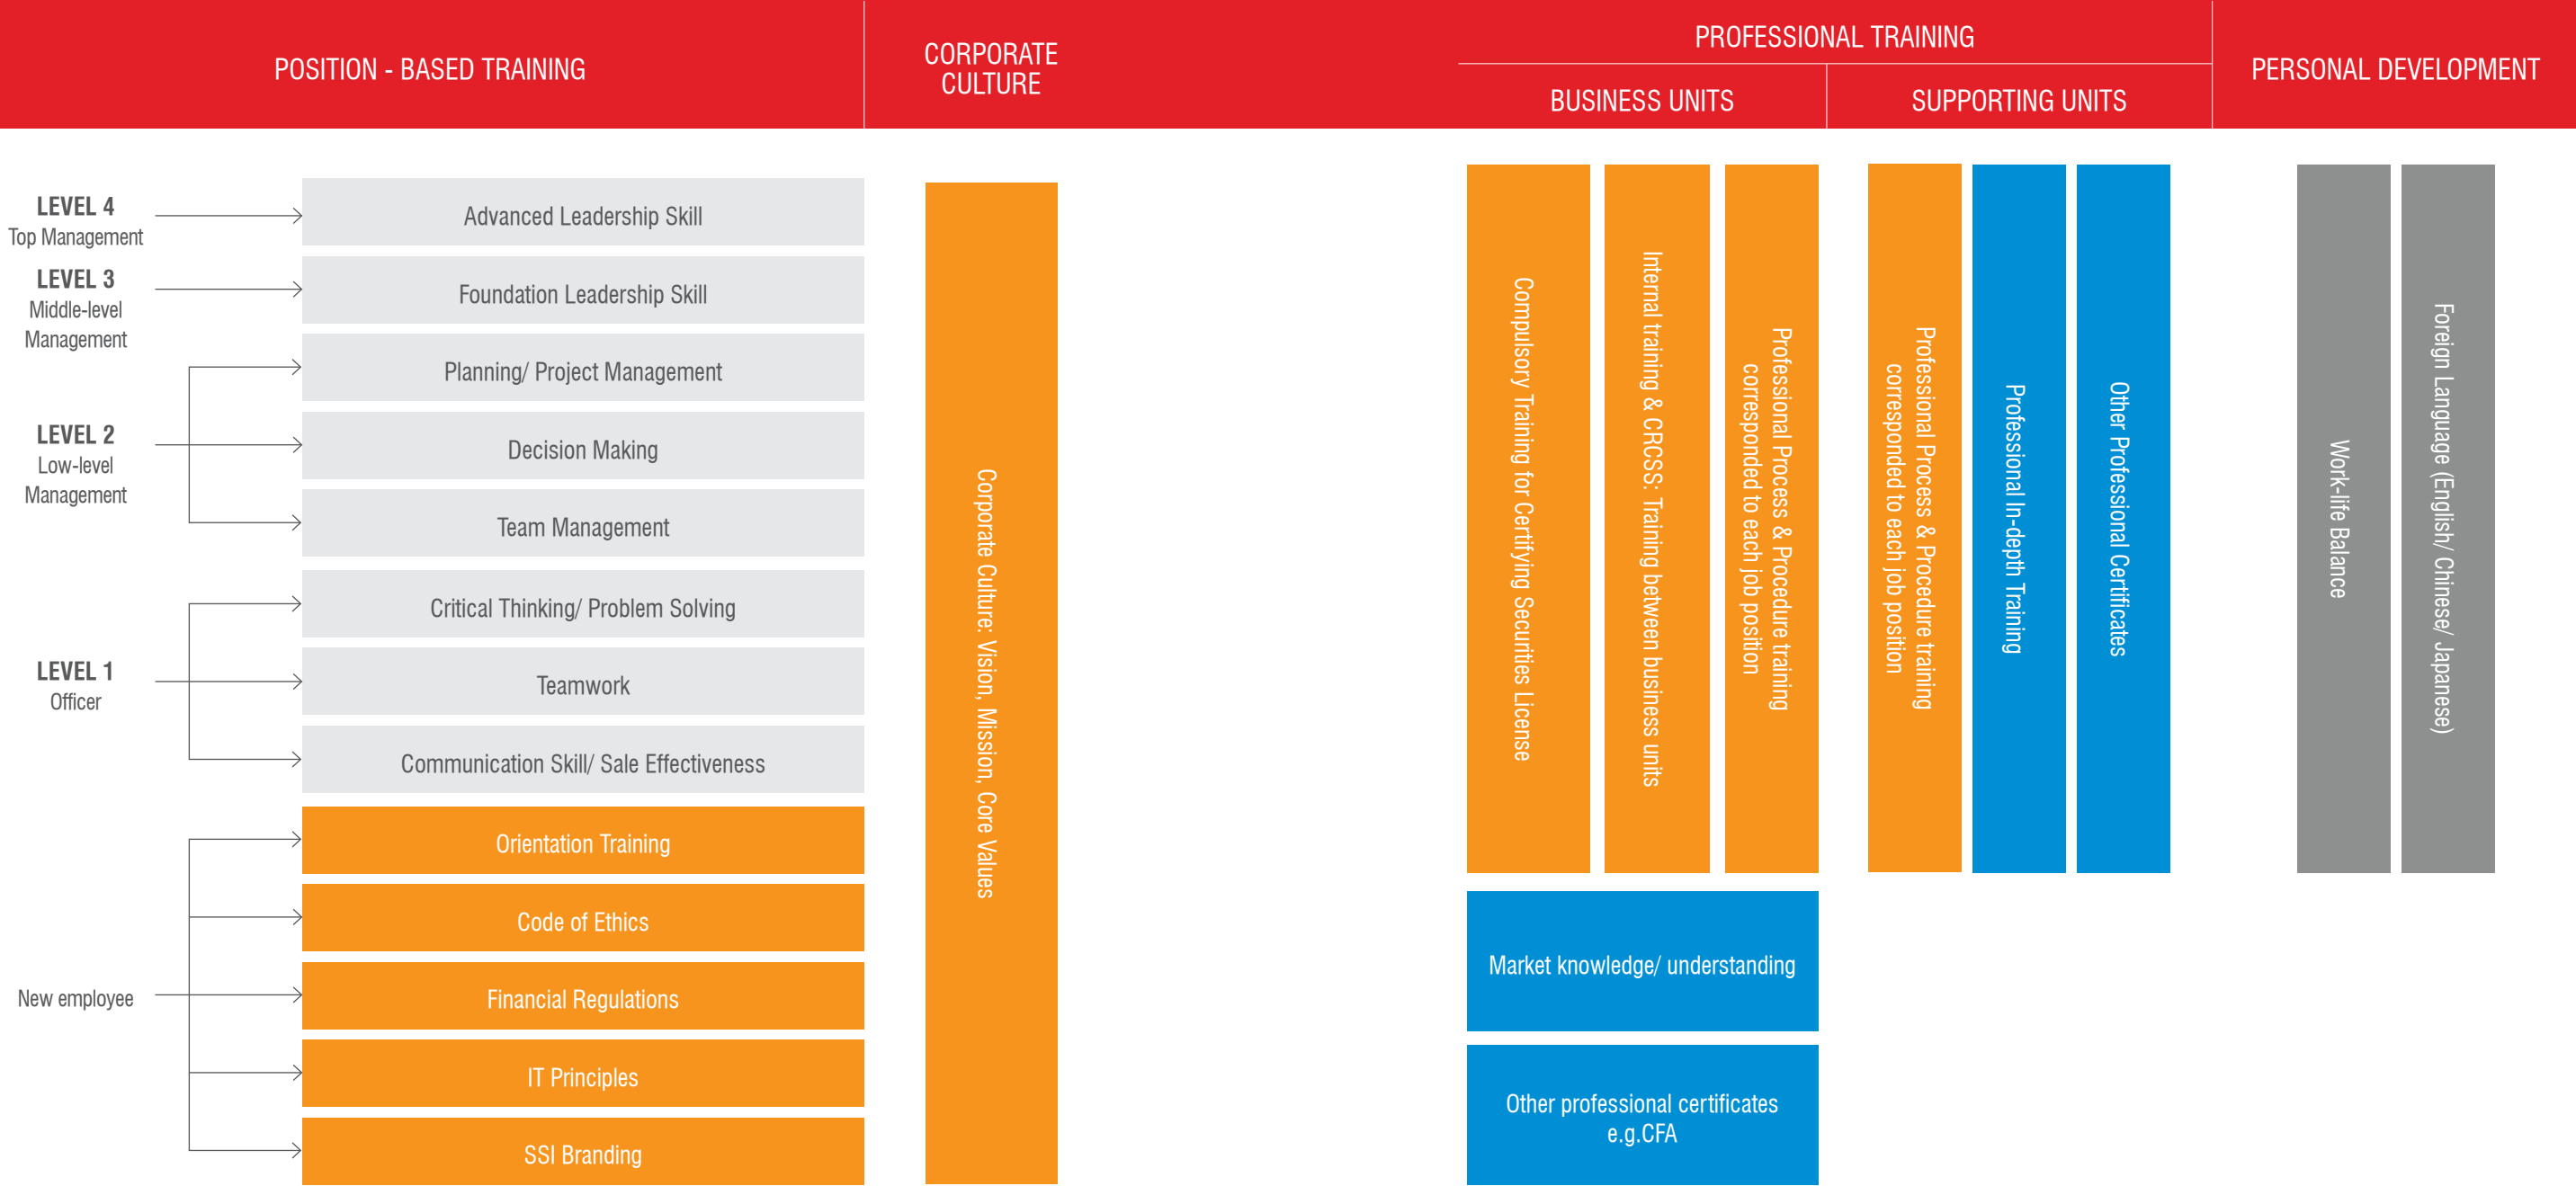 POSITION - BASED TRAINING
CORPORATE
CULTURE
PROFESSIONAL TRAINING
BUSINESS UNITS
SUPPORTING UNITS
PERSONAL DEVELOPMENT
LEVEL 4
Top Management
Advanced Leadership Skill
LEVEL 3
Middle-level
Management
Foundation Leadership Skill
LEVEL 2
Low-level
Management
Planning/ Project Management
Decision Making
Team Management
LEVEL 1
Officer
Critical Thinking/ Problem Solving
Teamwork
Communication Skill/ Sale Effectiveness
New employee
Orientation Training
Code of Ethics
Financial Regulations
IT Principles
SSI Branding
Corporate Culture: Vision, Mission, Core Values
Compulsory Training for Certifying Securities License
Internal training & CRCSS: Training between business units
Professional Process & Procedure training
corresponded to each job position
Market knowledge/ understanding
Other professional certificates
e.g.CFA
Professional Process & Procedure training
corresponded to each job position
Professional In-depth Training
Other Professional Certificates
Work-life Balance
Foreign Language (English/ Chinese/ Japanese)